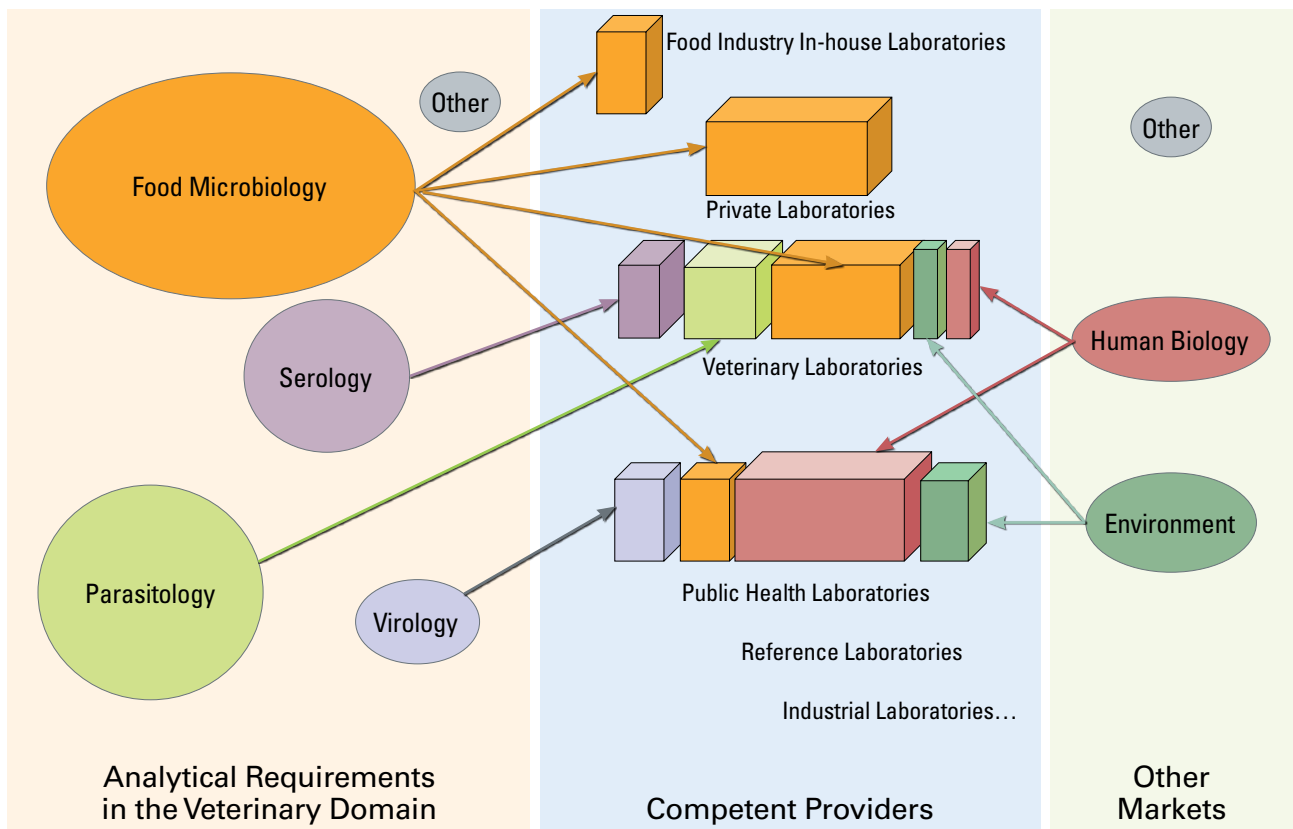 Food Industry In-house Laboratories
Other
Other
Food Microbiology
Private Laboratories
Human Biology
Veterinary Laboratories
Serology
Environment
Parasitology
Public Health Laboratories
Virology
Reference Laboratories
Industrial Laboratories…
Analytical Requirements
in the Veterinary Domain
Competent Providers
Other
Markets